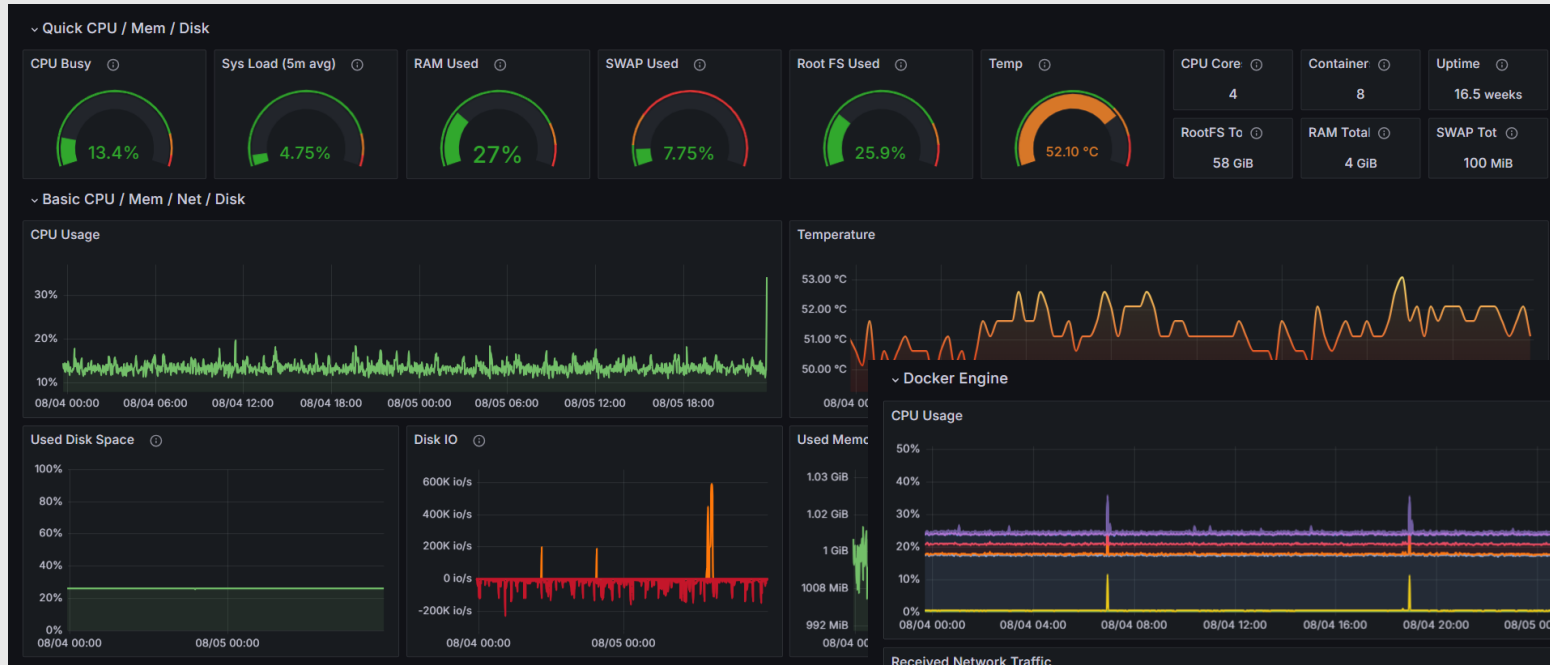 Quick CPU / Mem / Disk
CPU Busy
13.4%
Sys Load (5m avg)
4.75%
RAM Used
27%
SWAP Used
7.75%
Root FS Used
25.9%
Temp
52.10 °C
CPU Core
4
Container
8
Uptime
16.5 weeks
RootFS To
58 GiB
RAM Total
4 GiB
SWAP Tot
100 MiB
Basic CPU / Mem / Net / Disk
CPU Usage
30%
20%
10%
08/04 00:00 08/04 06:00 08/04 12:00 08/04 18:00 08/05 00:00 08/05 06:00 08/05 12:00 08/05 18:00
Temperature
53.00 °C
52.00 °C
51.00 °C
50.00 °C
08/04 00
Used Disk Space
100%
80%
60%
40%
20%
0%
08/04 00:00 08/05 00:00
Disk IO
600K io/s
400K io/s
200K io/s
0 io/s
-200K io/s
08/04 00:00 08/05 00:00
Used Memo
1.03 GiB
1.02 GiB
1 GiB
1008 MiB
992 MiB
08/04 00
Docker Engine
CPU Usage
50%
40%
30%
20%
10%
0%
08/04 00:00 08/04 04:00 08/04 08:00 08/04 12:00 08/04 16:00 08/04 20:00 08/05 00
Received Network Traffic